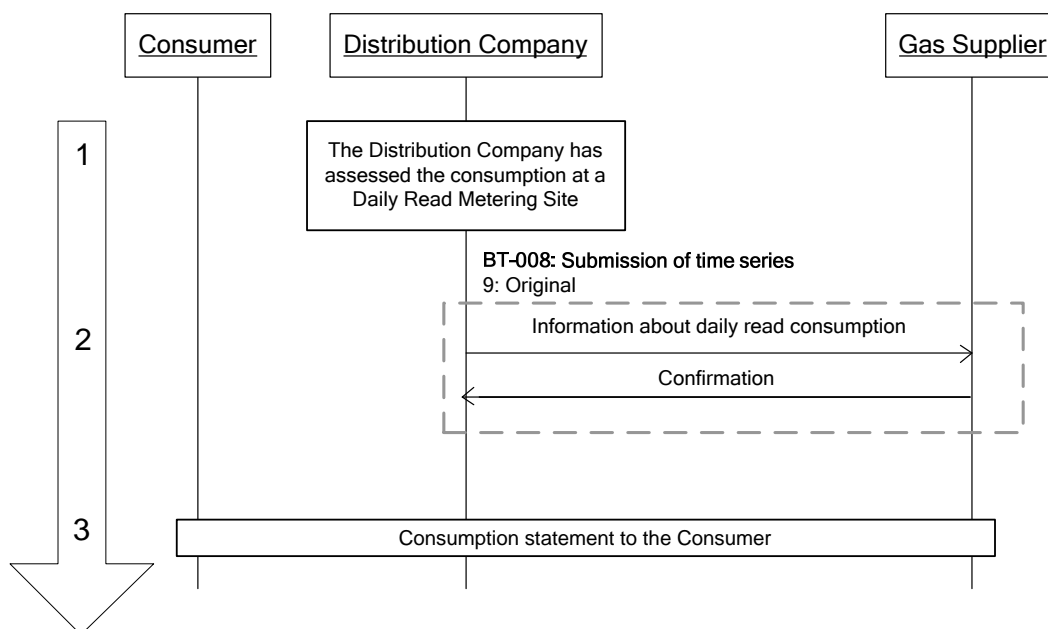 Consumer
Distribution Company
Gas Supplier
1
The Distribution Company has
assessed the consumption at a
Daily Read Metering Site
BT-008: Submission of time series
9: Original
2
Information about daily read consumption
Confirmation
3
Consumption statement to the Consumer